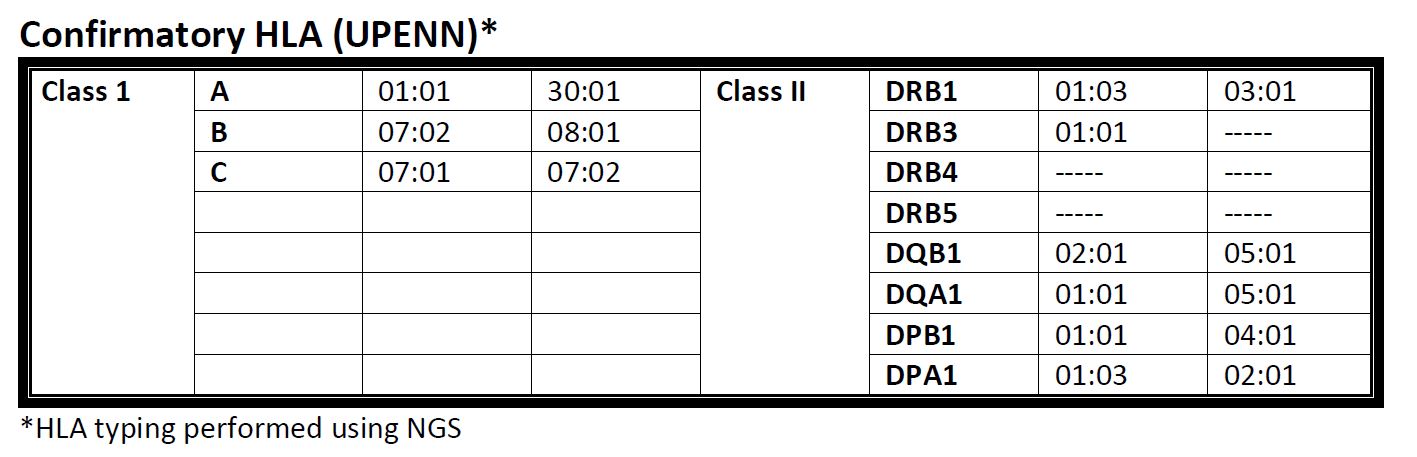 Confirmatory HLA (UPENN)*
Class 1 A 01:01 30:01 Class II DRB1 01:03 03:01
B 07:02 08:01 DRB3 01:01 -----
C 07:01 07:02 DRB4 ----- -----
DRB5 ----- -----
DQB1 02:01 05:01
DQA1 01:01 05:01
DPB1 01:01 04:01
DPA1 01:03 02:01
*HLA typing performed using NGS